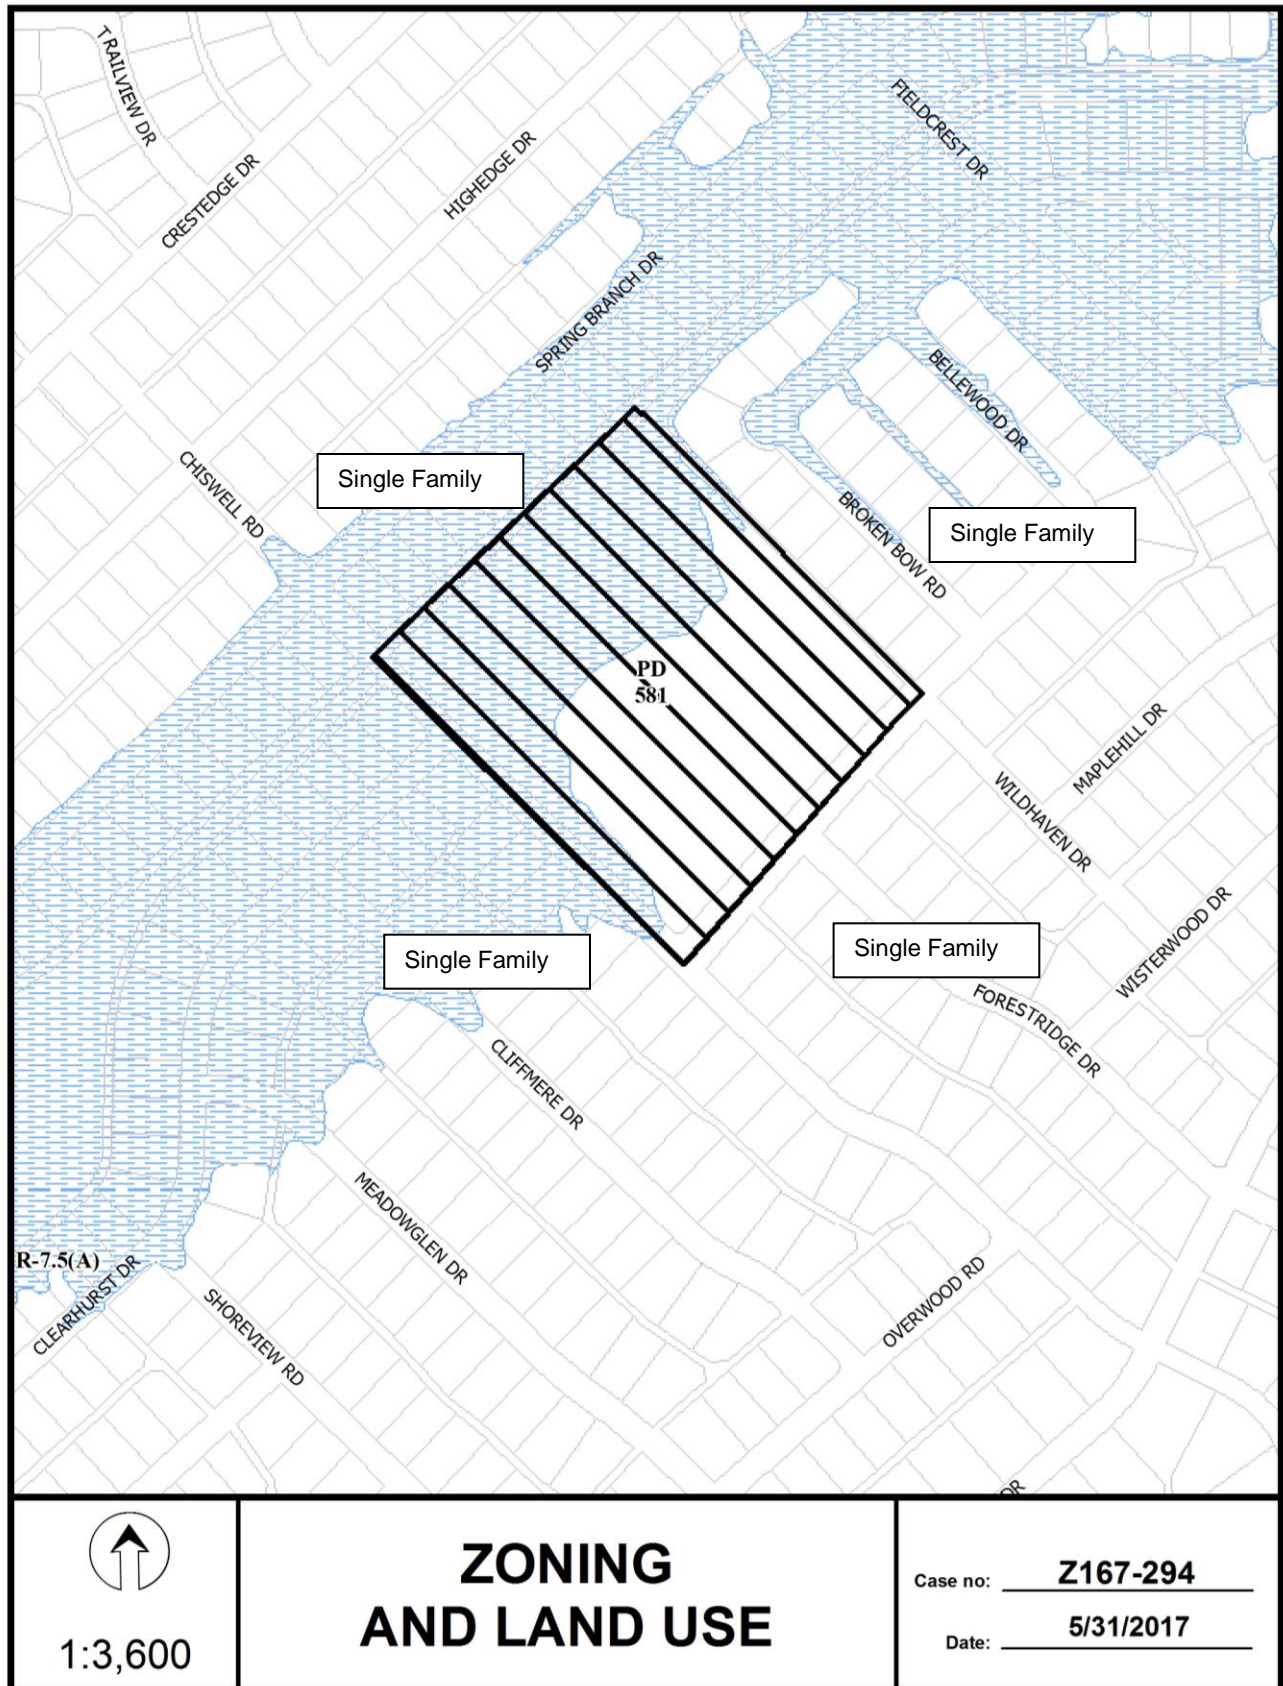 TRAILVIEW DR
CRESTEDGE DR
HIGHEDGE DR
FIELDCREST DR
SPRING BRANCH DR
BELLEWOOD DR
CHISWELL RD
Single Family
BROKEN BOW RD
Single Family
PD
581
MAPLEHILL DR
WILDHAVEN DR
WISTERWOOD DR
Single Family
Single Family
FORESTRIDGE DR
CLIFFMERE DR
MEADOWGLEN DR
R-7.5(A)
CLEARHURST DR
SHOREVIEW RD
OVERWOOD RD
DR
1:3,600
ZONING
AND LAND USE
Case no: Z167-294
Date: 5/31/2017